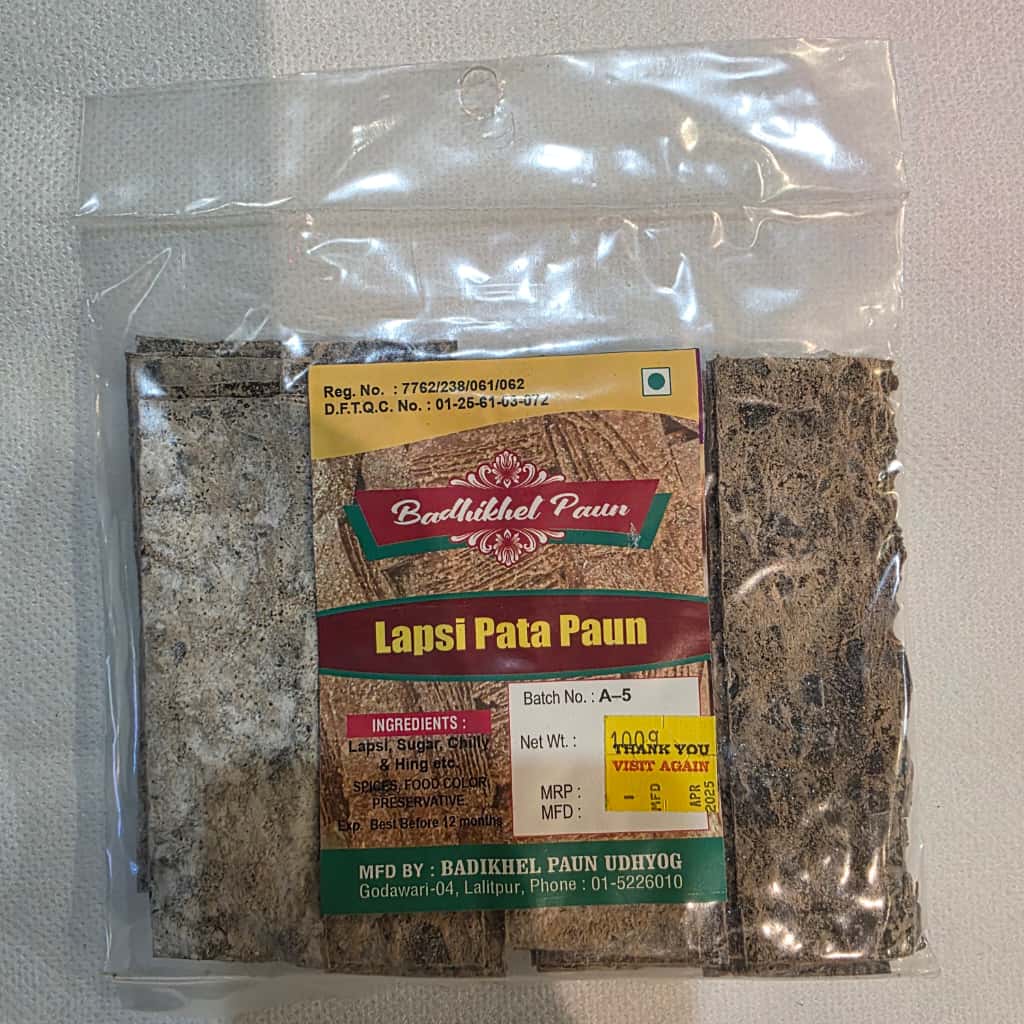 Reg. No. : 7762/238/061/062
D.F.T.Q.C. No. : 01-25-61-03-072
Badhikhel Paun
Lapsi Pata Paun
INGREDIENTS :
Lapsi, Sugar, Chilly
& Hing etc.
SPICES, FOOD COLOR,
PRESERVATIVE.
Exp. Best Before 12 months
Batch No. : A–5
Net Wt. : 100g
MRP :
MFD :
THANK YOU
VISIT AGAIN
1 MFD APR 2025
MFD BY : BADIKHEL PAUN UDHYOG
Godawari-04, Lalitpur, Phone : 01-5226010